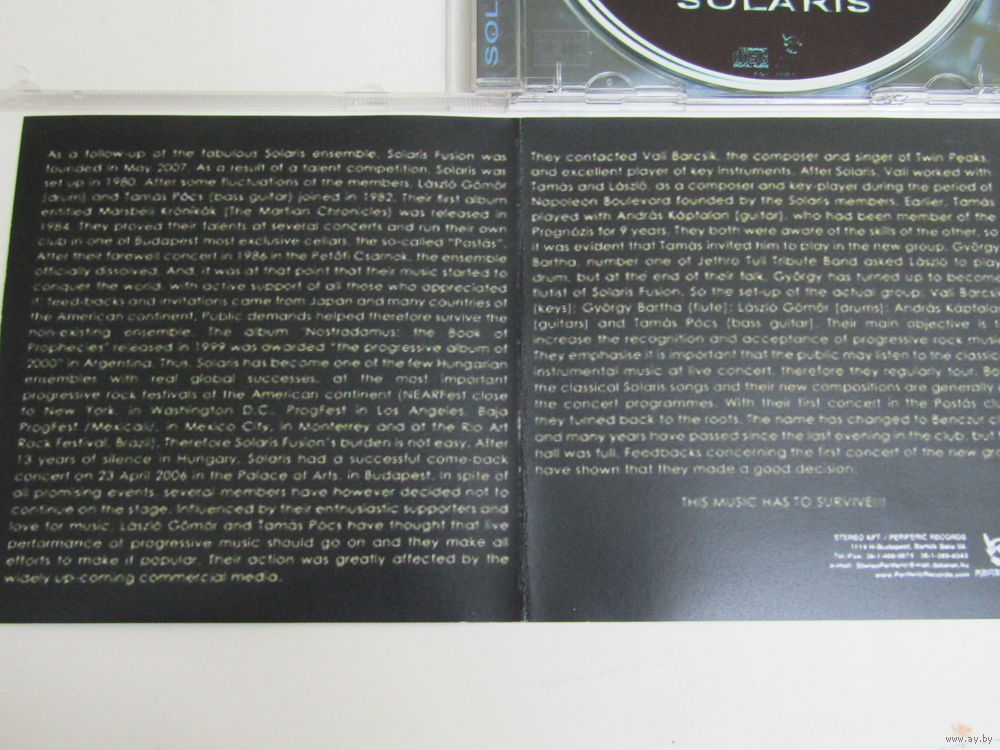 SOLARIS
SOL
As a follow-up of the fabulous Solaris ensemble, Solaris Fusion was
founded in May 2007. As a result of a talent competition, Solaris was
set up in 1980. After some fluctuations of the members, László Gömör
(drum) and Tamás Pócs (bass guitar) joined in 1982. Their first album
entitled Marsbéli Krónikák (The Martian Chronicles) was released in
1984. They proved their talents at several concerts and run their own
club in one of Budapest most exclusive cellars, the so-called "Postás".
After their farewell concert in 1986 in the Petőfi Csarnok, the ensemble
officially dissolved. And, it was at that point that their music started to
conquer the world, with active support of all those who appreciated
it: feed-backs and invitations came from Japan and many countries of
the American continent. Public demands helped therefore survive the
non-existing ensemble. The album "Nostradamus: the Book of
Prophecies" released in 1999 was awarded "the progressive album of
2000" in Argentina. Thus, Solaris has become one of the few Hungarian
ensembles with real global successes, at the most important
progressive rock festivals of the American continent (NEARFest close
to New York, in Washington D.C., ProgFest in Los Angeles, Baja
Progfest /Mexicali/, in Mexico City, in Monterrey and at the Rio Art
Rock Festival, Brazil). Therefore Solaris Fusion's burden is not easy. After
13 years of silence in Hungary, Solaris had a successful come-back
concert on 23 April 2006 in the Palace of Arts, in Budapest. In spite of
all promising events, several members have however decided not to
continue on the stage. Influenced by their enthusiastic supporters and
love for music, László Gömör and Tamás Pócs have thought that live
performance of progressive music should go on and they make all
efforts to make it popular. Their action was greatly affected by the
widely up-coming commercial media.
They contacted Vali Barcsik, the composer and singer of Twin Peaks,
and excellent player of key instruments. After Solaris, Vali worked with
Tamás and László, as a composer and key-player during the period of
Napoleon Boulevard founded by the Solaris members. Earlier, Tamás
played with András Káptalan (guitar), who had been member of the
Prognózis for 9 years. They both were aware of the skills of the other, so
it was evident that Tamás invited him to play in the new group. György
Bartha, number one of Jethro Tull Tribute Band asked László to play
drum, but at the end of their talk, György has turned up to becom
flutist of Solaris Fusion. So the set-up of the actual group: Vali Barcsik
(keys); György Bartha (flute); László Gömör (drums); András Káptalan
(guitars) and Tamás Pócs (bass guitar). Their main objective is t
increase the recognition and acceptance of progressive rock music
They emphasise it is important that the public may listen to the classic
instrumental music at live concert, therefore they regularly tour. Bo
the classical Solaris songs and their new compositions are generally i
the concert programmes. With their first concert in the Postás clu
they turned back to the roots. The name has changed to Benczúr
and many years have passed since the last evening in the club, but
hall was full. Feedbacks concerning the first concert of the new gro
have shown that they made a good decision:
THIS MUSIC HAS TO SURVIVE!!!
STEREO KFT / PERIFERIC RECORDS
www.PerifericRecords.com
www.ay.by